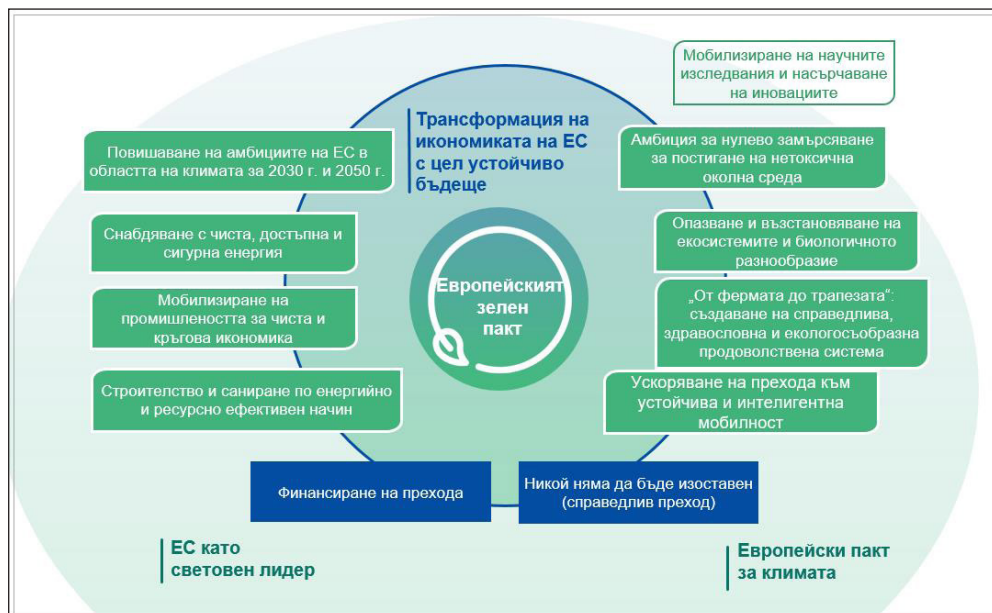 Мобилизиране на научните
изследвания и насърчаване
на иновациите
Трансформация на
икономиката на ЕС
с цел устойчиво
бъдеще
Повишаване на амбициите на ЕС в
областта на климата за 2030 г. и 2050 г.
Снабдяване с чиста, достъпна и
сигурна енергия
Мобилизиране на
промишлеността за чиста и
кръгова икономика
Строителство и саниране по енергийно
и ресурсно ефективен начин
Европейският
зелен
пакт
Амбиция за нулево замърсяване
за постигане на нетоксична
околна среда
Опазване и възстановяване на
екосистемите и биологичното
разнообразие
„От фермата до трапезата“:
създаване на справедлива,
здравословна и екологосъобразна
продоволствена система
Ускоряване на прехода към
устойчива и интелигентна
мобилност
Финансиране на прехода
Никой няма да бъде изоставен
(справедлив преход)
ЕС като
световен лидер
Европейски пакт
за климата